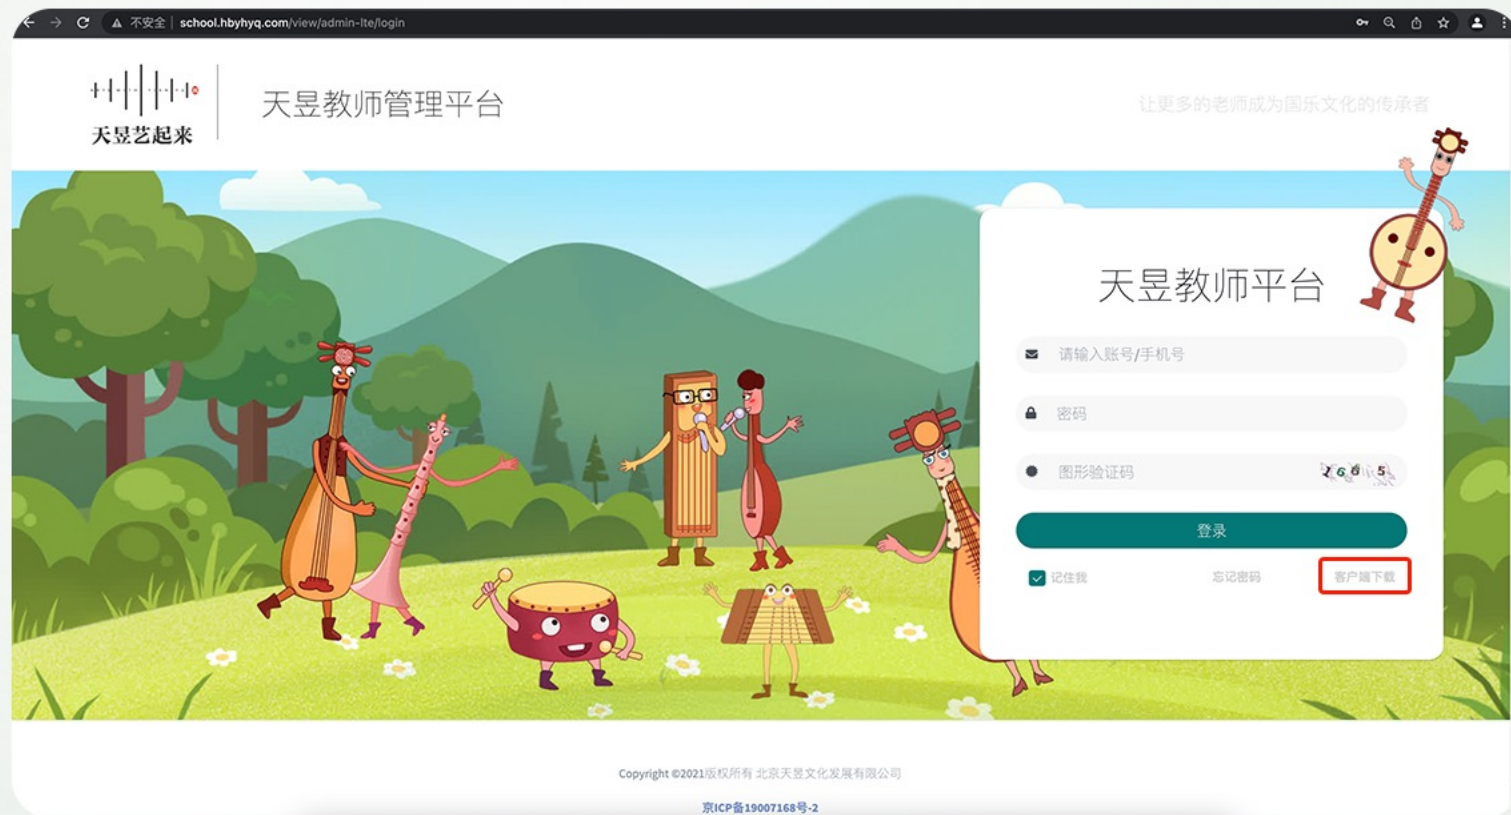 不安全 | school.hbyhyq.com/view/admin-lte/login
天昱艺起来
天昱教师管理平台
让更多的老师成为国乐文化的传承者
天昱教师平台
请输入账号/手机号
密码
图形验证码
登录
记住我 忘记密码 客户端下载
Copyright ©2021版权所有 北京天昱文化发展有限公司
京ICP备19007168号-2